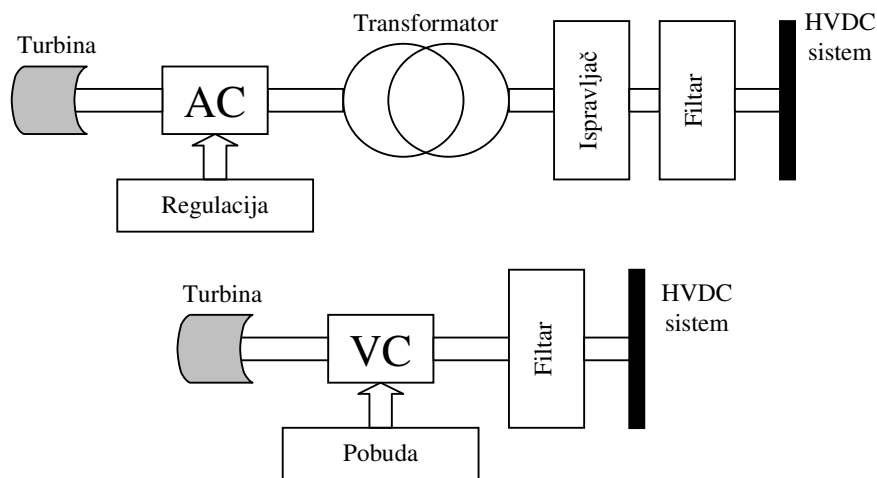 Turbina
AC
Regulacija
Transformator
Ispravljač
Filtar
HVDC
sistem
Turbina
VC
Pobuda
Filtar
HVDC
sistem